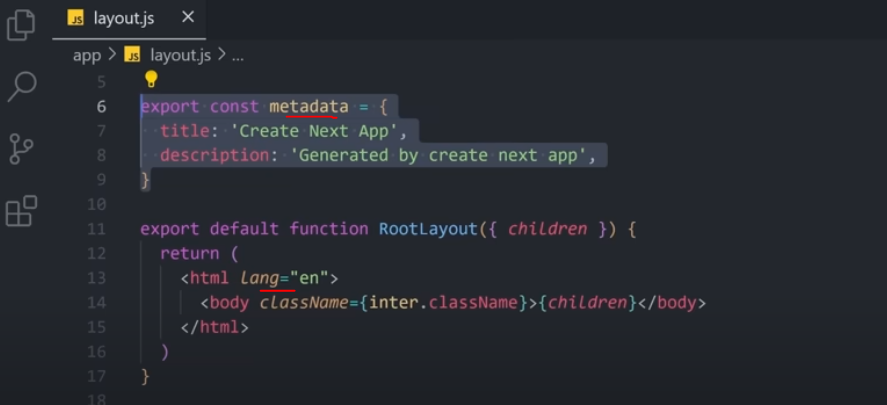 JS layout.js ×
app > JS layout.js > ...
5
6 export const metadata = {
7   title: 'Create Next App',
8   description: 'Generated by create next app',
9 }
10
11 export default function RootLayout({ children }) {
12   return (
13     <html lang="en">
14       <body className={inter.className}>{children}</body>
15     </html>
16   )
17 }
18